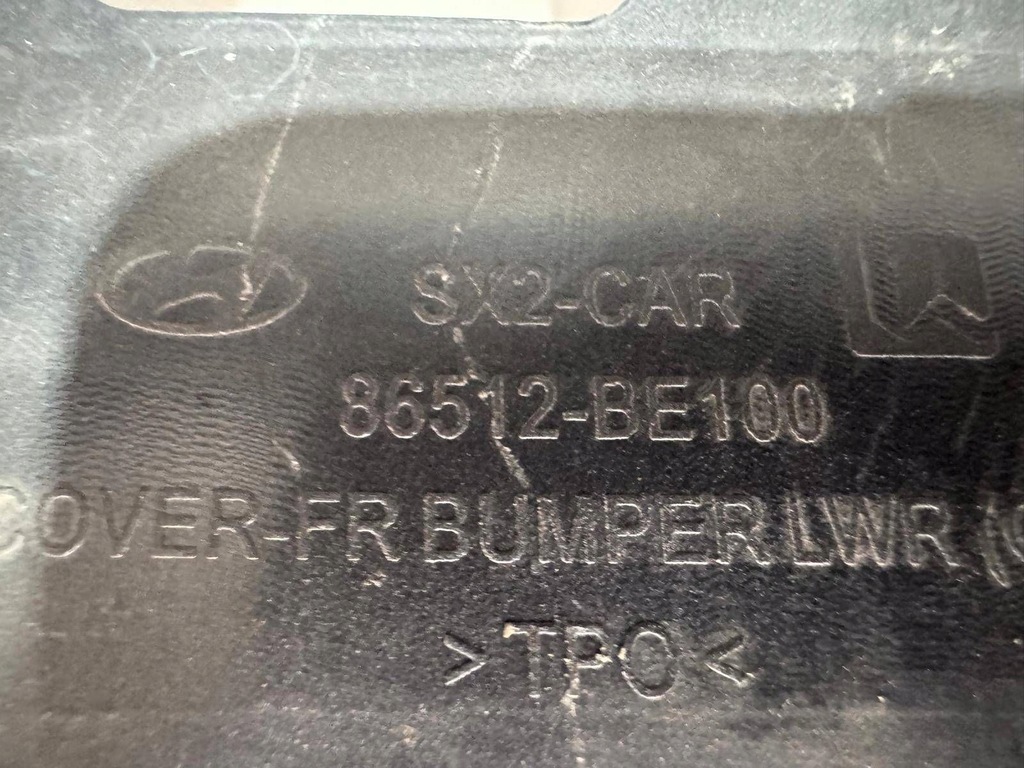 SX2-CAR
86512-BE100
COVER-FR BUMPER LWR
>TPO<